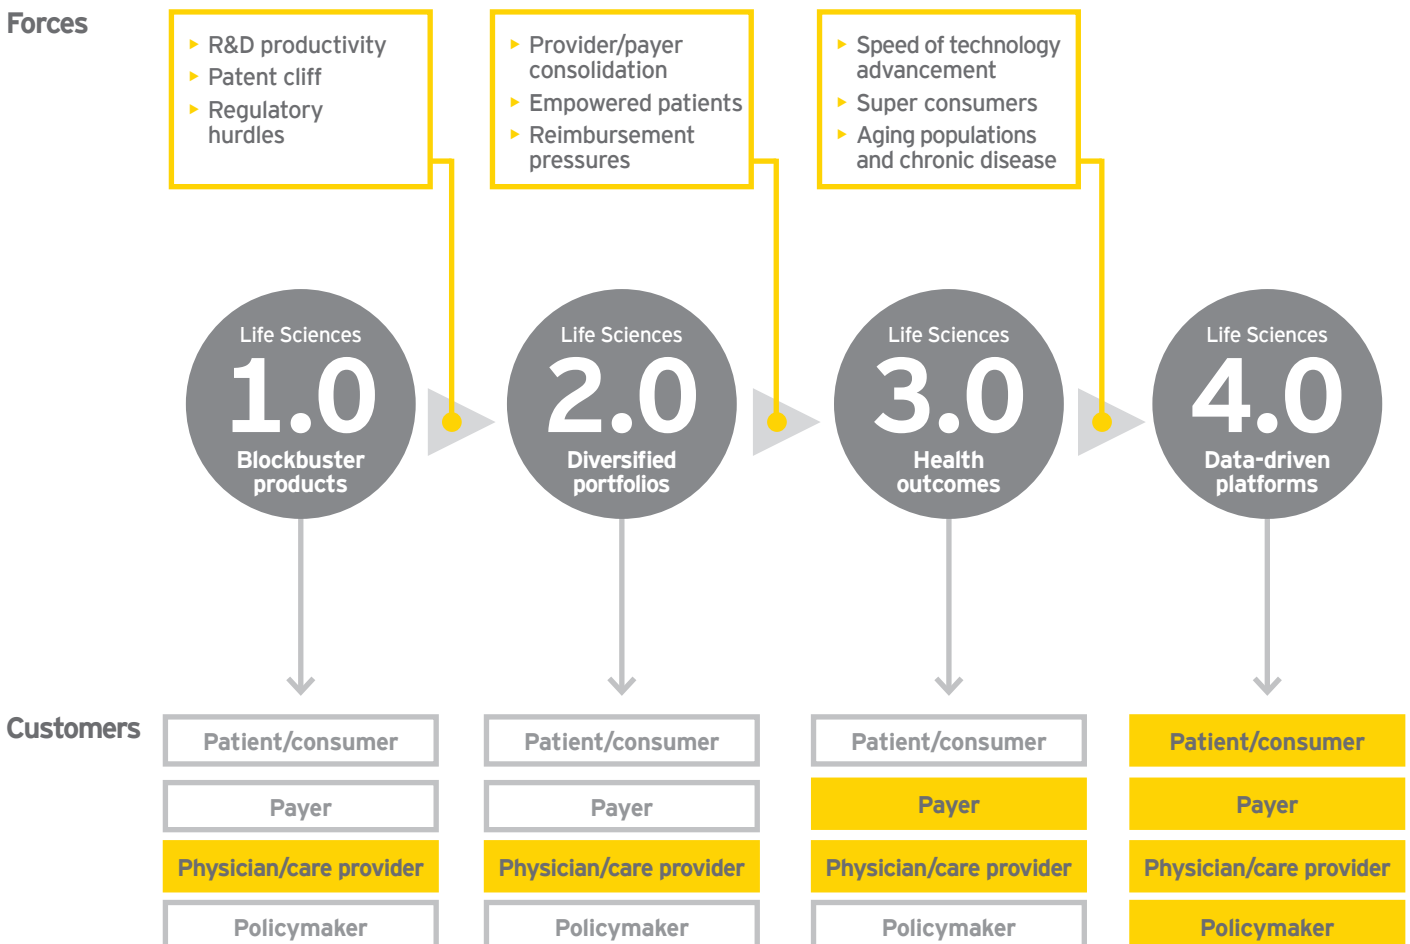 Forces
R&D productivity
Patent cliff
Regulatory
hurdles
Provider/payer
consolidation
Empowered patients
Reimbursement
pressures
Speed of technology
advancement
Super consumers
Aging populations
and chronic disease
Life Sciences
1.0
Blockbuster
products
Life Sciences
2.0
Diversified
portfolios
Life Sciences
3.0
Health
outcomes
Life Sciences
4.0
Data-driven
platforms
Customers
Patient/consumer
Payer
Physician/care provider
Policymaker
Patient/consumer
Payer
Physician/care provider
Policymaker
Patient/consumer
Payer
Physician/care provider
Policymaker
Patient/consumer
Payer
Physician/care provider
Policymaker